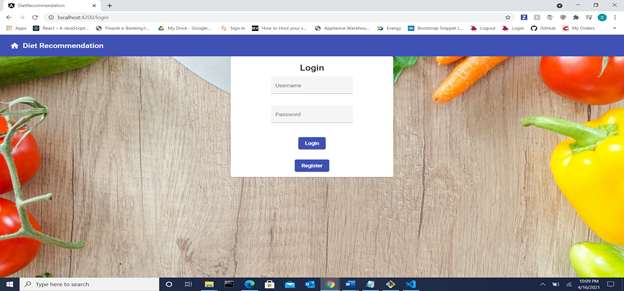 DietRecommendation
localhost:4200/login
Apps
React – A JavaScript...
Finacle e-Banking:...
My Drive - Google...
Sign in
How to Host your s...
Appliance Warehou...
Exergy
Bootstrap Snippet L...
Logout
Login
GitHub
My Orders
Diet Recommendation
Login
Username
Password
Login
Register
Type here to search
10:09 PM
4/16/2021